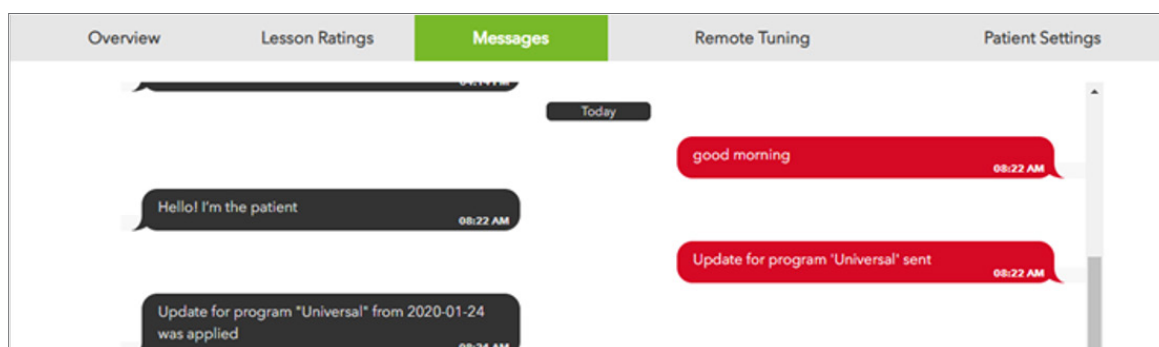 Overview Lesson Ratings Messages Remote Tuning Patient Settings
Today
good morning
08:22 AM
Hello! I'm the patient
08:22 AM
Update for program 'Universal' sent
08:22 AM
Update for program "Universal" from 2020-01-24
was applied